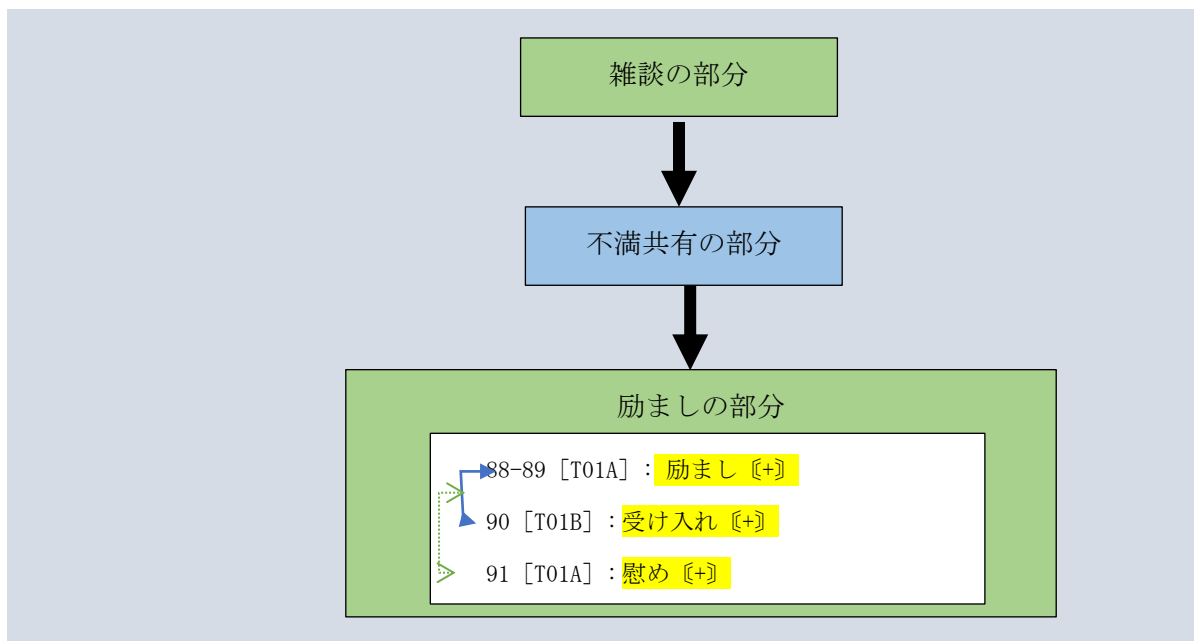 雑談の部分
不満共有の部分
励ましの部分
88-89［T01A］：励まし〔+〕
90［T01B］：受け入れ〔+〕
91［T01A］：慰め〔+〕